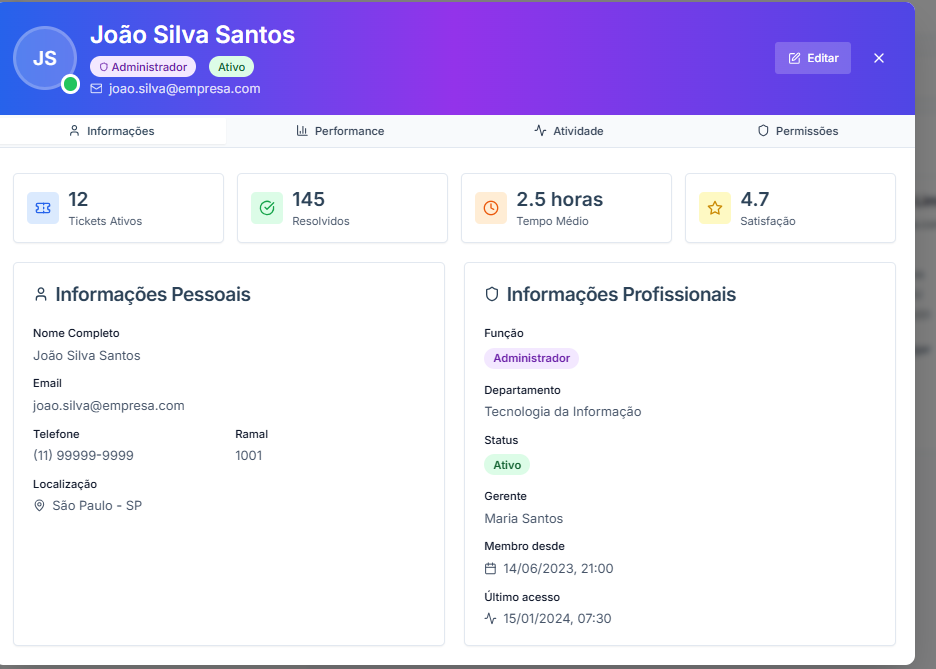 João Silva Santos
JS
Administrador Ativo
joao.silva@empresa.com
Editar
Informações Performance Atividade Permissões
12
Tickets Ativos
145
Resolvidos
2.5 horas
Tempo Médio
4.7
Satisfação
Informações Pessoais
Nome Completo
João Silva Santos
Email
joao.silva@empresa.com
Telefone Ramal
(11) 99999-9999 1001
Localização
São Paulo - SP
Informações Profissionais
Função
Administrador
Departamento
Tecnologia da Informação
Status
Ativo
Gerente
Maria Santos
Membro desde
14/06/2023, 21:00
Último acesso
15/01/2024, 07:30